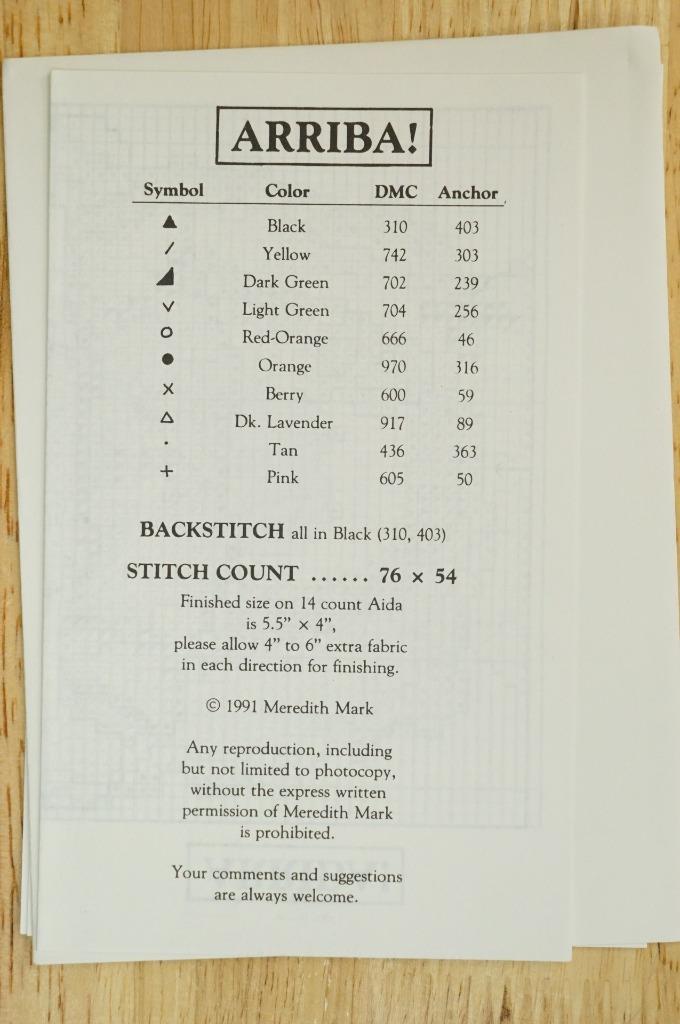 ARRIBA!
Symbol Color DMC Anchor
▲ Black 310 403
/ Yellow 742 303
◢ Dark Green 702 239
∨ Light Green 704 256
○ Red-Orange 666 46
● Orange 970 316
× Berry 600 59
△ Dk. Lavender 917 89
· Tan 436 363
+ Pink 605 50
BACKSTITCH all in Black (310, 403)
STITCH COUNT ...... 76 × 54
Finished size on 14 count Aida
is 5.5” × 4”,
please allow 4” to 6” extra fabric
in each direction for finishing.
© 1991 Meredith Mark
Any reproduction, including
but not limited to photocopy,
without the express written
permission of Meredith Mark
is prohibited.
Your comments and suggestions
are always welcome.